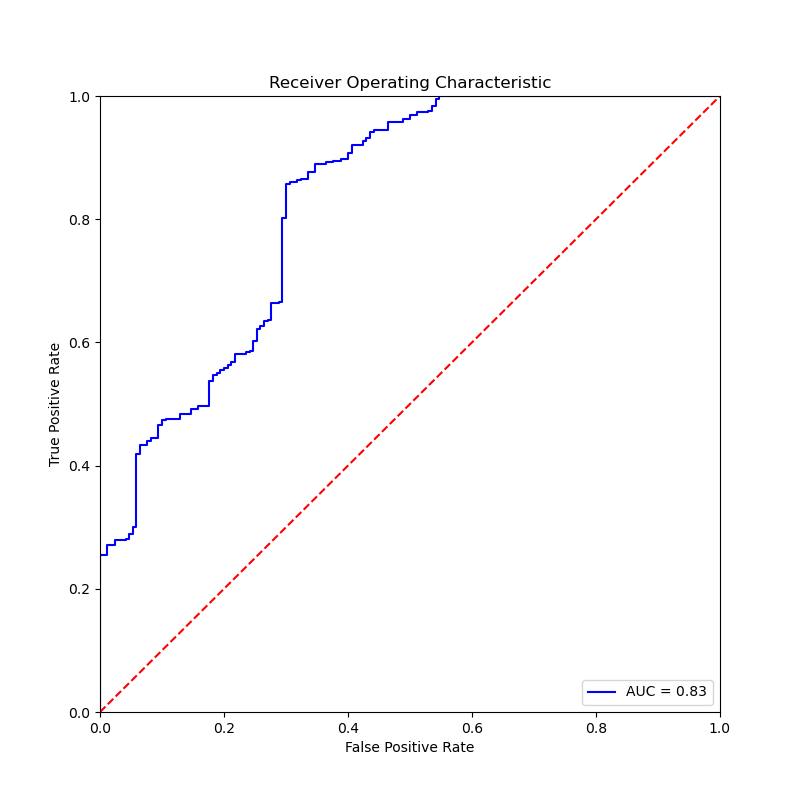 Receiver Operating Characteristic
1.0
0.8
0.6
0.4
0.2
0.0
True Positive Rate
AUC = 0.83
0.0 0.2 0.4 0.6 0.8 1.0
False Positive Rate